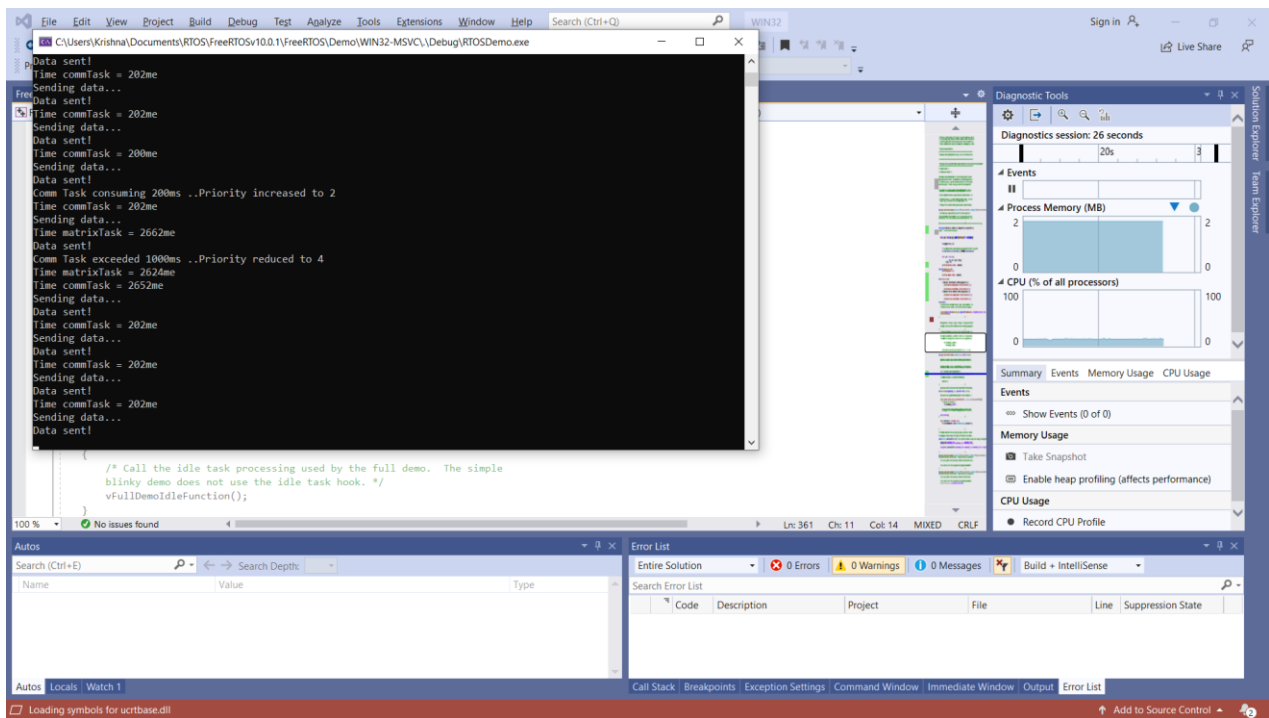 File Edit View Project Build Debug Test Analyze Tools Extensions Window Help Search (Ctrl+Q) WIN32 Sign in
C:\Users\Krishna\Documents\RTOS\FreeRTOSv10.0.1\FreeRTOS\Demo\WIN32-MSVC\.\Debug\RTOSDemo.exe
Live Share
Data sent!
Time commTask = 202me
Sending data...
Data sent!
Time commTask = 202me
Sending data...
Data sent!
Time commTask = 200me
Sending data...
Data sent!
Comm Task consuming 200ms ..Priority increased to 2
Time commTask = 202me
Sending data...
Time matrixTask = 2662me
Data sent!
Comm Task exceeded 1000ms ..Priority reduced to 4
Time matrixTask = 2624me
Time commTask = 2652me
Sending data...
Data sent!
Time commTask = 202me
Sending data...
Data sent!
Time commTask = 202me
Sending data...
Data sent!
Time commTask = 202me
Sending data...
Data sent!
{
/* Call the idle task processing used by the full demo. The simple
blinky demo does not use the idle task hook. */
vFullDemoIdleFunction();
}
100 % No issues found Ln: 361 Ch: 11 Col: 14 MIXED CRLF
Diagnostic Tools
Diagnostics session: 26 seconds
20s 3
Events
Process Memory (MB)
2 2
0 0
CPU (% of all processors)
100 100
0 0
Summary Events Memory Usage CPU Usage
Events
Show Events (0 of 0)
Memory Usage
Take Snapshot
Enable heap profiling (affects performance)
CPU Usage
Record CPU Profile
Solution Explorer
Team Explorer
Autos
Search (Ctrl+E) Search Depth:
Name Value Type
Autos Locals Watch 1
Error List
Entire Solution 0 Errors 0 Warnings 0 Messages Build + IntelliSense
Search Error List
Code Description Project File Line Suppression State
Call Stack Breakpoints Exception Settings Command Window Immediate Window Output Error List
Loading symbols for ucrtbase.dll Add to Source Control 2